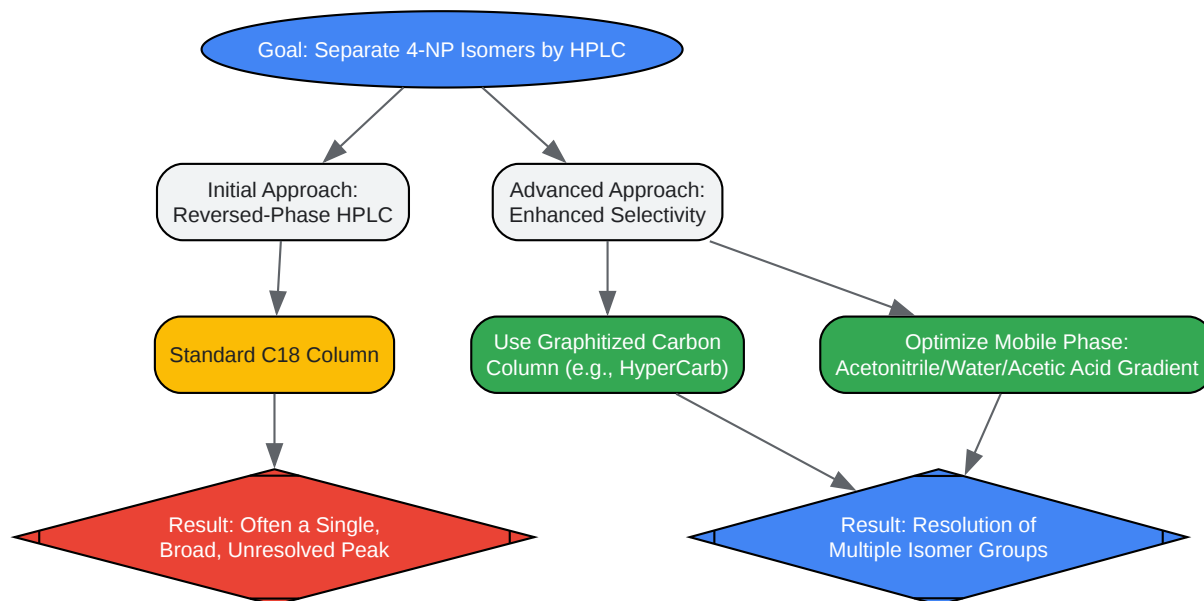 Goal: Separate 4-NP Isomers by HPLC
Initial Approach:
Reversed-Phase HPLC
Advanced Approach:
Enhanced Selectivity
Standard C18 Column
Use Graphitized Carbon
Column (e.g., HyperCarb)
Optimize Mobile Phase:
Acetonitrile/Water/Acetic Acid Gradient
Result: Often a Single,
Broad, Unresolved Peak
Result: Resolution of
Multiple Isomer Groups